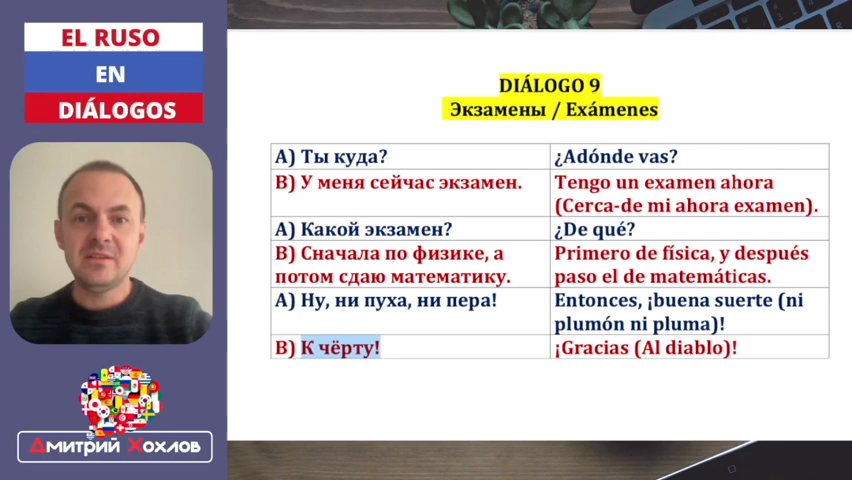 EL RUSO
EN
DIÁLOGOS
Дмитрий Хохлов
DIÁLOGO 9
Экзамены / Exámenes
А) Ты куда?
¿Adónde vas?
В) У меня сейчас экзамен.
Tengo un examen ahora
(Cerca-de mi ahora examen).
А) Какой экзамен?
¿De qué?
В) Сначала по физике, а
потом сдаю математику.
Primero de física, y después
paso el de matemáticas.
А) Ну, ни пуха, ни пера!
Entonces, ¡buena suerte (ni
plumón ni pluma)!
В) К чёрту!
¡Gracias (Al diablo)!